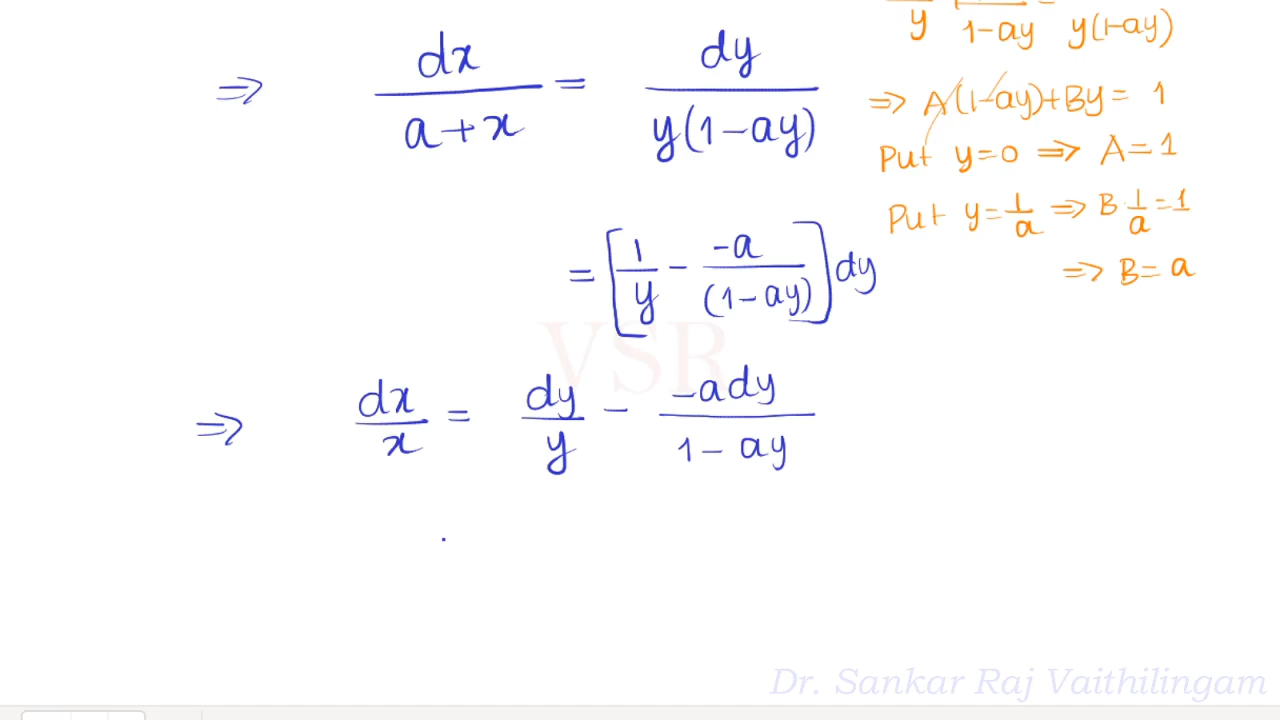 ⇒ dx/(a+x) = dy/(y(1-ay))
= [1/y - -a/(1-ay)] dy
⇒ dx/x = dy/y - -ady/(1-ay)
y 1-ay y(1-ay)
⇒ A(1-ay)+By = 1
Put y=0 ⇒ A=1
Put y=1/a ⇒ B 1/a =1
⇒ B= a
VSR
Dr. Sankar Raj Vaithilingam